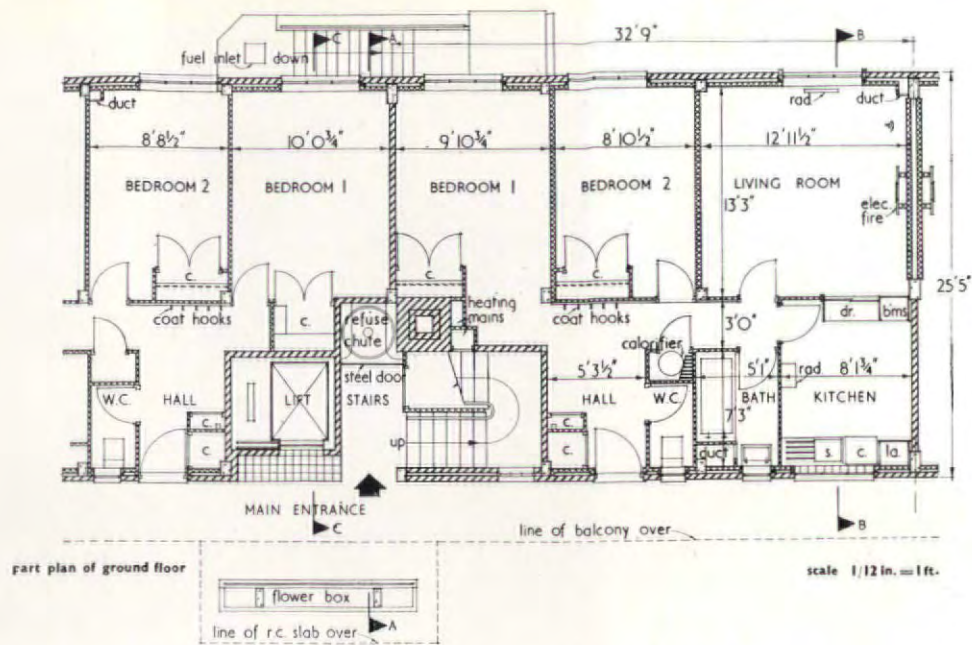 C
A
B
32'9"
fuel inlet down
duct
rad
duct
8'8½"
10'0¾"
9'10¾"
8'10½"
12'11½"
BEDROOM 2
BEDROOM 1
BEDROOM 1
BEDROOM 2
LIVING ROOM
13'3"
elec.
fire
25'5"
c.
c.
c.
c.
coat hooks
refuse
chute
heating
mains
coat hooks
dr.
bins
3'0"
calorifier
steel door
5'3½"
5'1"
rad
8'1¾"
W.C.
HALL
LIFT
STAIRS
HALL
W.C.
BATH
KITCHEN
7'3"
c.
c.
up
c.
c.
duct
s.
c.
la.
MAIN ENTRANCE
C
line of balcony over
B
part plan of ground floor
scale 1/12 in. = 1 ft.
flower box
A
line of r.c. slab over